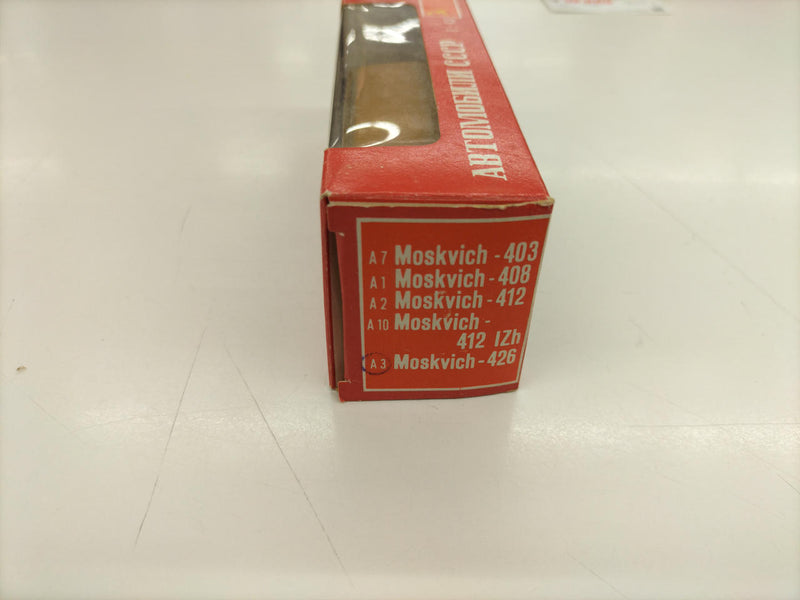 АВТОМОБИЛИ СССР
A7 Moskvich - 403
A1 Moskvich - 408
A2 Moskvich - 412
A10 Moskvich -
412 IZh
A3 Moskvich - 426